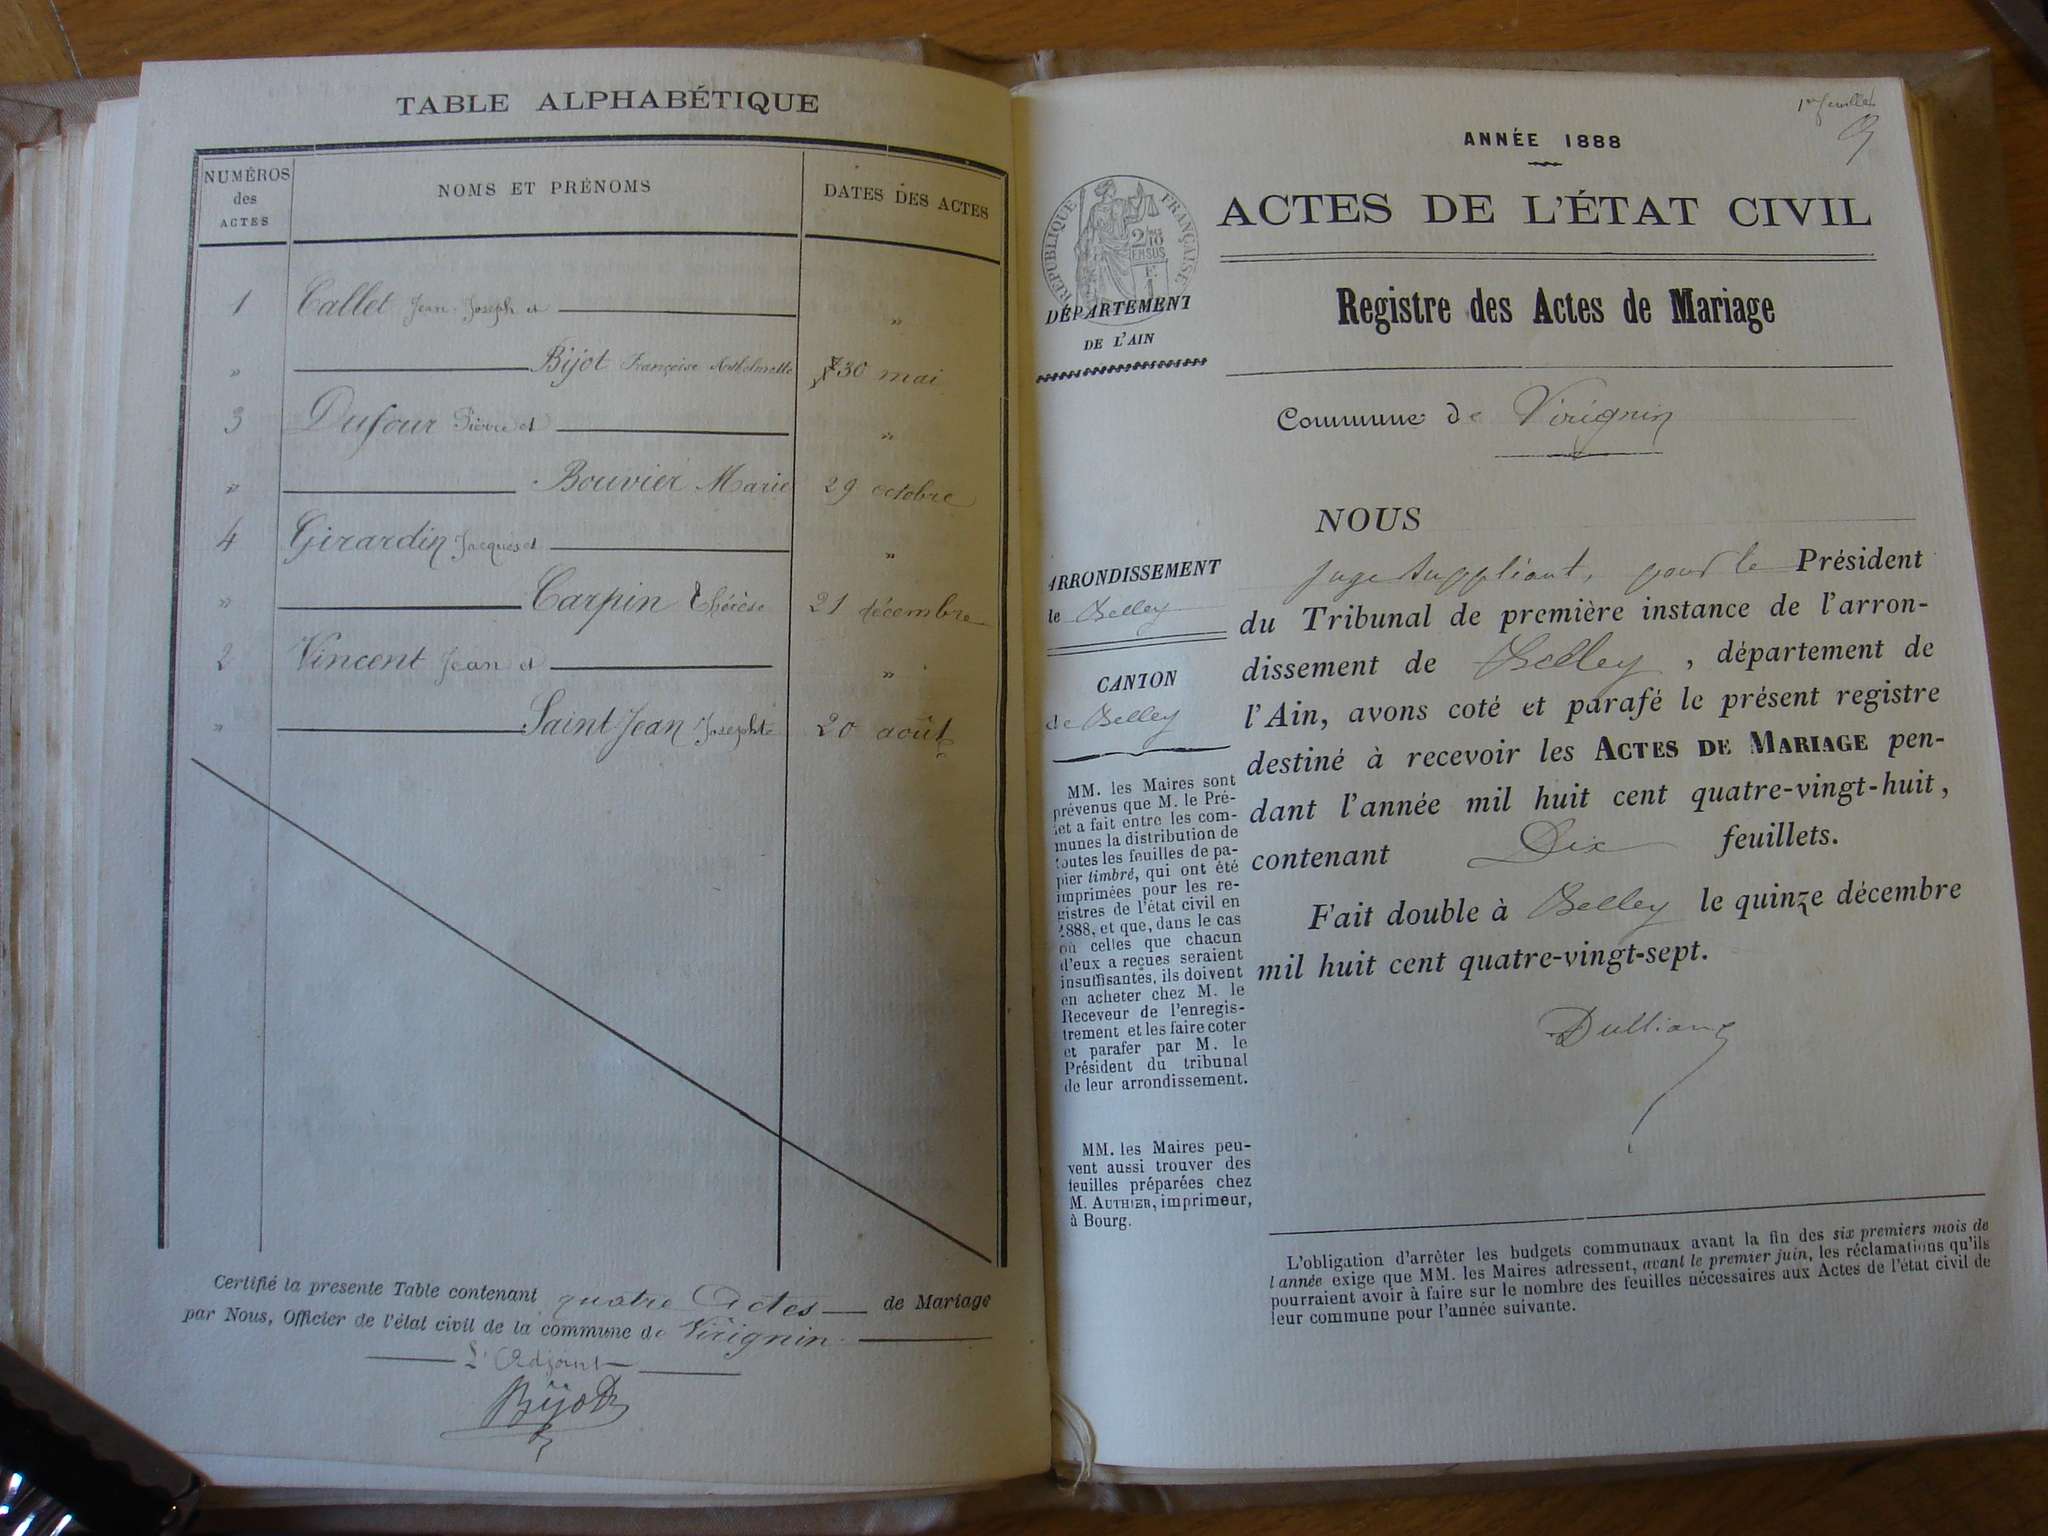 TABLE ALPHABÉTIQUE
NUMÉROS des ACTES NOMS ET PRÉNOMS DATES DES ACTES
1 Callet Jean-Joseph et "
" Bijot Françoise Anthelmette 30 mai
3 Dufour Pierre et "
" Bouvier Marie 29 octobre
4 Girardin Jacques et "
" Carpin Thérèse 21 décembre
2 Vincent Jean et "
" Saint Jean Josephte 20 août
Certifié la presente Table contenant quatre Actes de Mariage
par Nous, Officier de l'état civil de la commune de Virignin
L'Adjoint
Bijot
1er feuillet
ANNÉE 1888
ACTES DE L'ÉTAT CIVIL
RÉPUBLIQUE FRANÇAISE
2/10 EN SUS
DÉPARTEMENT
DE L'AIN
Registre des Actes de Mariage
Commune de Virignin
ARRONDISSEMENT
de Belley
CANTON
de Belley
MM. les Maires sont
prévenus que M. le Pré-
fet a fait entre les com-
munes la distribution de
toutes les feuilles de pa-
pier timbré, qui ont été
imprimées pour les re-
gistres de l'état civil en
1888, et que, dans le cas
où celles que chacun
d'eux a reçues seraient
insuffisantes, ils doivent
en acheter chez M. le
Receveur de l'enregis-
trement et les faire coter
et parafer par M. le
Président du tribunal
de leur arrondissement.
MM. les Maires peu-
vent aussi trouver des
feuilles préparées chez
M. AUTHIER, imprimeur,
à Bourg.
NOUS
juge suppléant, pour le Président
du Tribunal de première instance de l'arron-
dissement de Belley, département de
l'Ain, avons coté et parafé le présent registre
destiné à recevoir les ACTES DE MARIAGE pen-
dant l'année mil huit cent quatre-vingt-huit,
contenant Dix feuillets.
Fait double à Belley le quinze décembre
mil huit cent quatre-vingt-sept.
L'obligation d'arrêter les budgets communaux avant la fin des six premiers mois de
l'année exige que MM. les Maires adressent, avant le premier juin, les réclamations qu'ils
pourraient avoir à faire sur le nombre des feuilles nécessaires aux Actes de l'état civil de
leur commune pour l'année suivante.